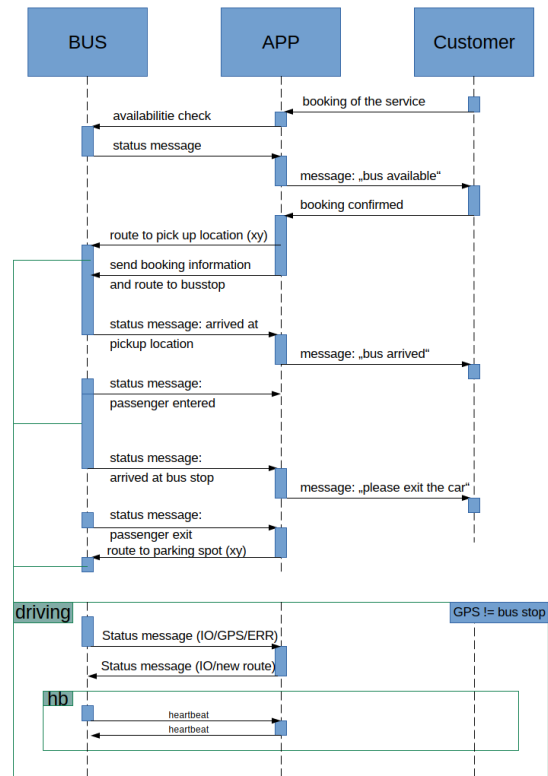 BUS
APP
Customer
booking of the service
availabilitie check
status message
message: „bus available“
booking confirmed
route to pick up location (xy)
send booking information
and route to busstop
status message: arrived at
pickup location
message: „bus arrived“
status message:
passenger entered
status message:
arrived at bus stop
message: „please exit the car“
status message:
passenger exit
route to parking spot (xy)
driving
GPS != bus stop
Status message (IO/GPS/ERR)
Status message (IO/new route)
hb
heartbeat
heartbeat